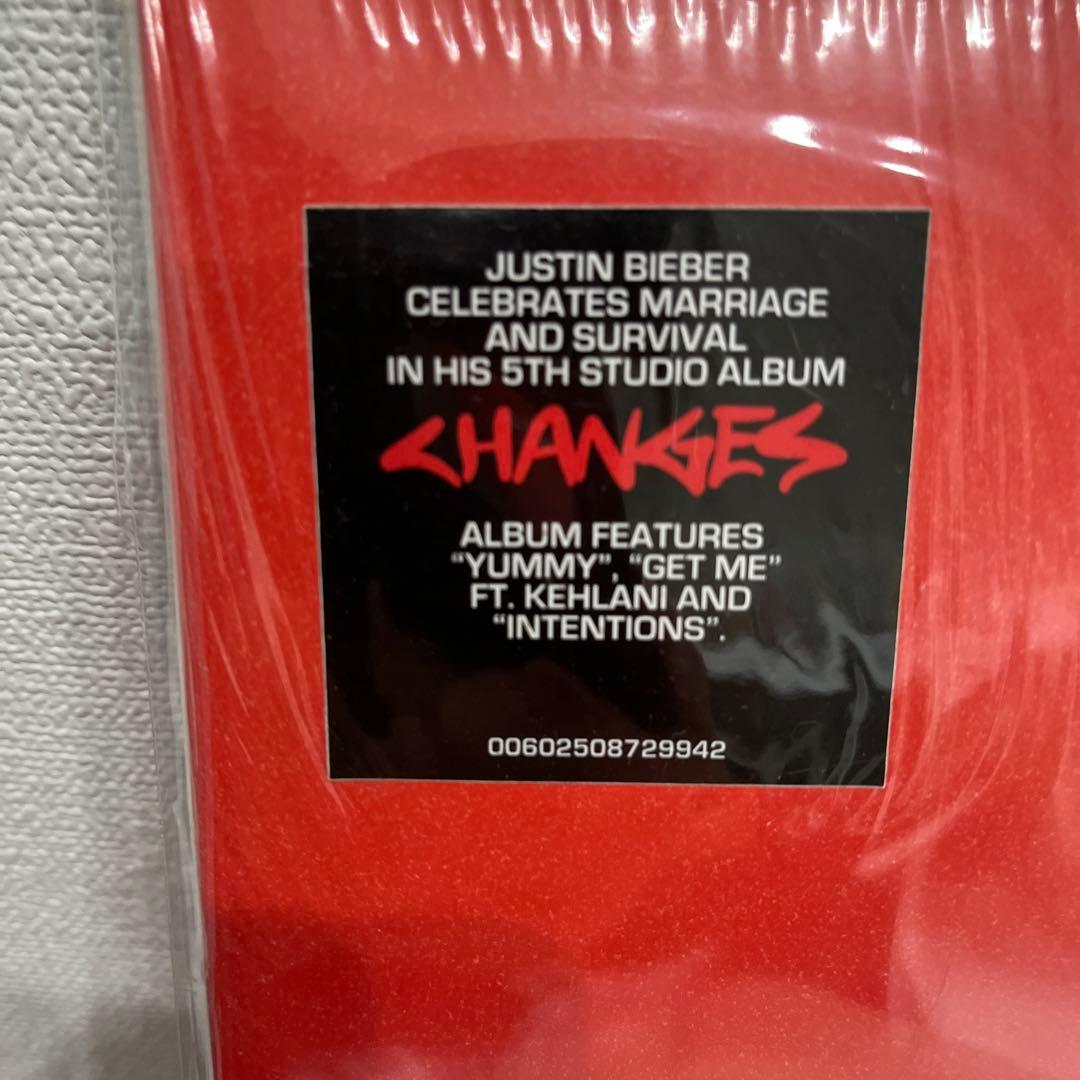 JUSTIN BIEBER
CELEBRATES MARRIAGE
AND SURVIVAL
IN HIS 5TH STUDIO ALBUM
CHANGES
ALBUM FEATURES
“YUMMY”, “GET ME”
FT. KEHLANI AND
“INTENTIONS”.
00602508729942